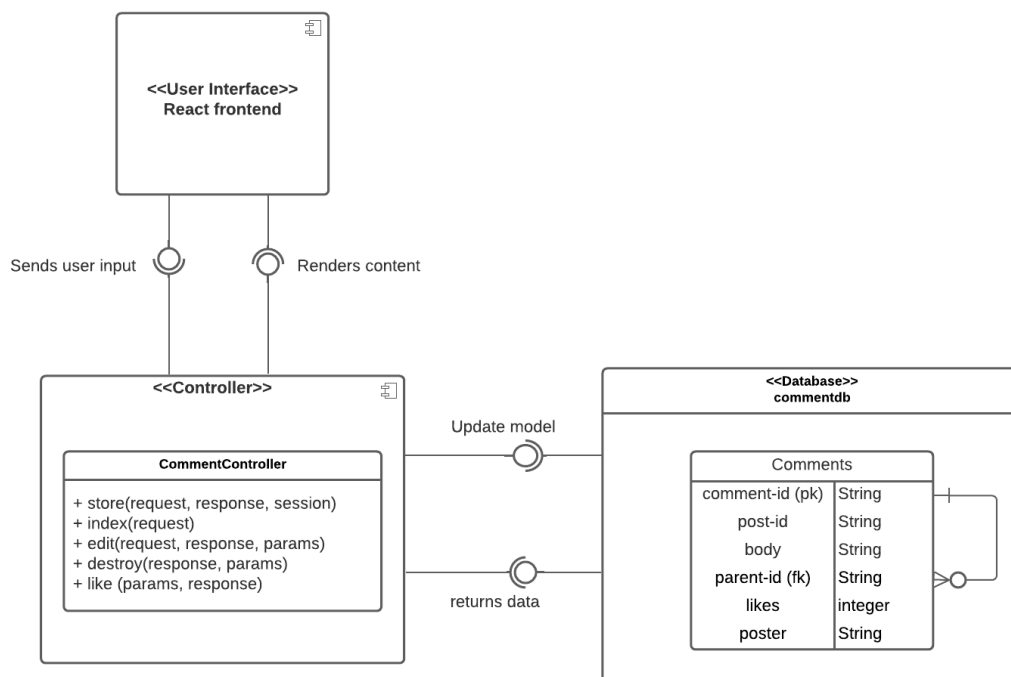 <<User Interface>>
React frontend
Sends user input
Renders content
<<Controller>>
CommentController
+ store(request, response, session)
+ index(request)
+ edit(request, response, params)
+ destroy(response, params)
+ like (params, response)
Update model
returns data
<<Database>>
commentdb
Comments
comment-id (pk) String
post-id String
body String
parent-id (fk) String
likes integer
poster String